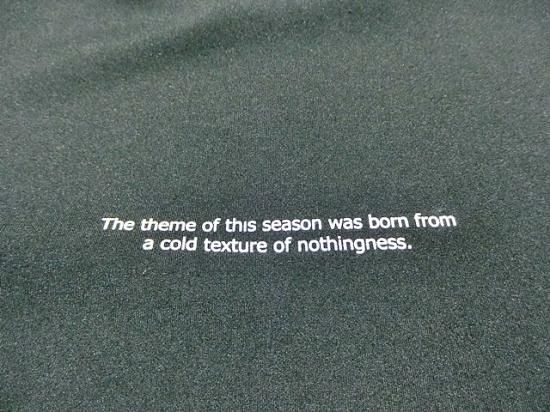 The theme of this season was born from
a cold texture of nothingness.